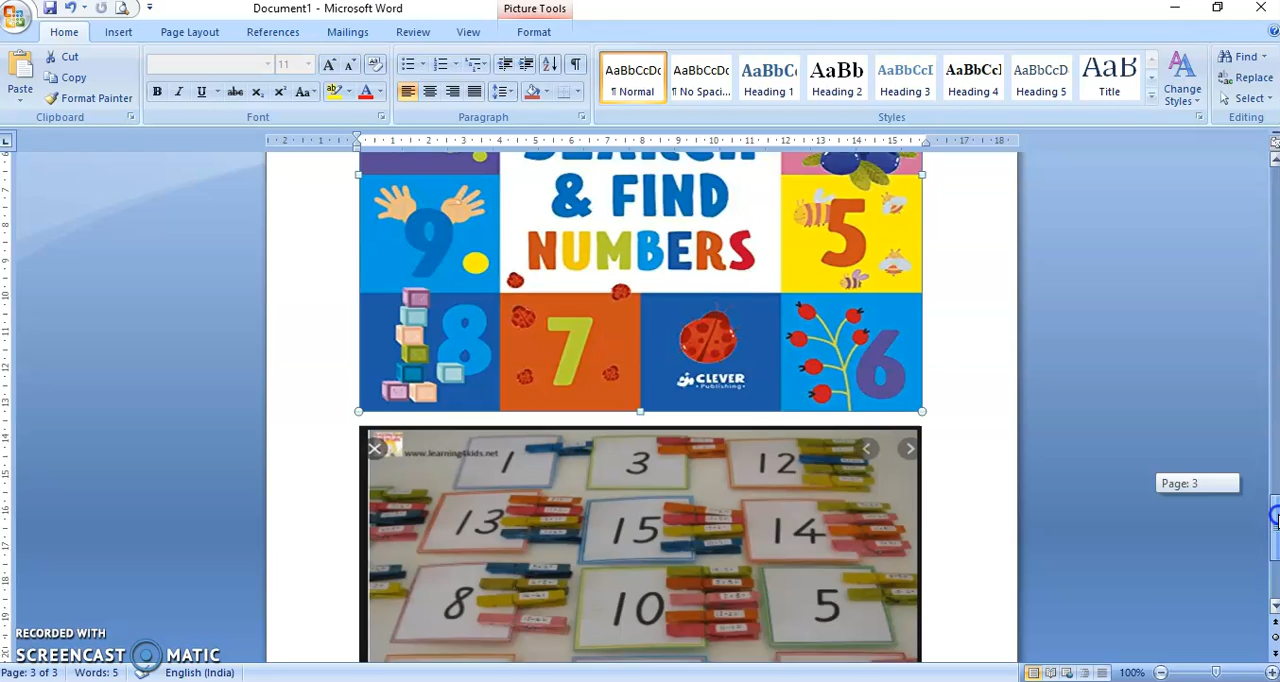 Document1 - Microsoft Word
Picture Tools
Home
Insert
Page Layout
References
Mailings
Review
View
Format
Cut
Copy
Format Painter
Paste
11
Clipboard
Font
Paragraph
AaBbCcDc
¶ Normal
AaBbCcDc
¶ No Spaci...
AaBbC
Heading 1
AaBb
Heading 2
AaBbCcI
Heading 3
AaBbCcI
Heading 4
AaBbCcD
Heading 5
AaB
Title
Change
Styles
Styles
Find
Replace
Select
Editing
SEARCH
& FIND
NUMBERS
9
5
8
7
CLEVER
Publishing
6
www.learning4kids.net
1
3
12
13
15
14
8
10
5
Page: 3
RECORDED WITH
SCREENCAST MATIC
Page: 3 of 3
Words: 5
English (India)
100%